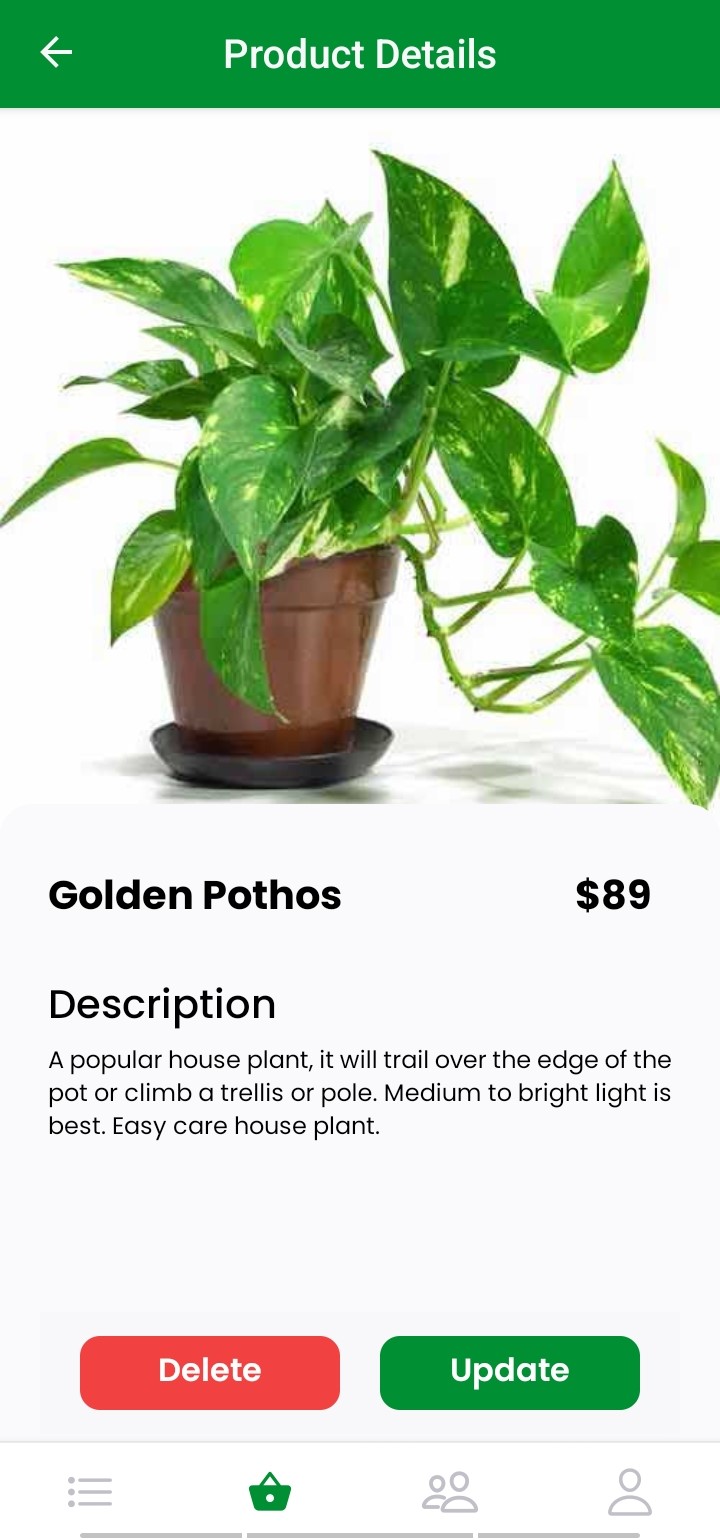 Product Details
Golden Pothos $89
Description
A popular house plant, it will trail over the edge of the
pot or climb a trellis or pole. Medium to bright light is
best. Easy care house plant.
Delete Update